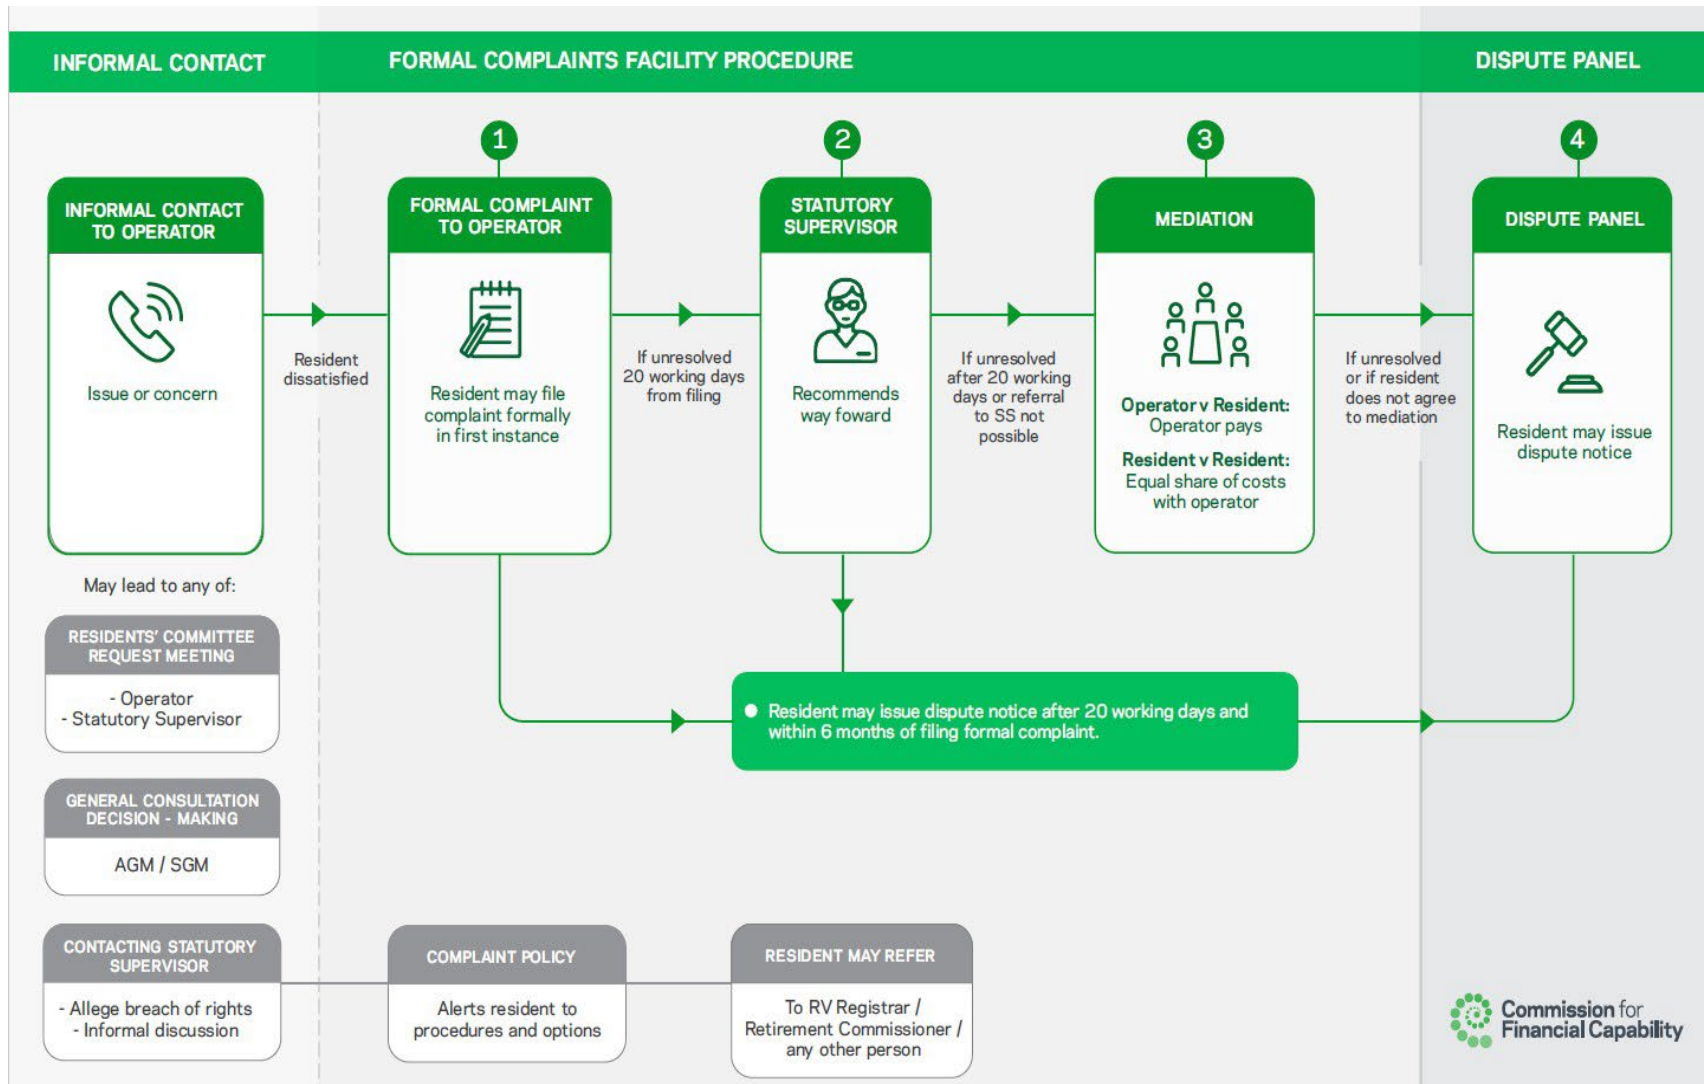 INFORMAL CONTACT
FORMAL COMPLAINTS FACILITY PROCEDURE
DISPUTE PANEL
INFORMAL CONTACT
TO OPERATOR
Issue or concern
Resident
dissatisfied
1
FORMAL COMPLAINT
TO OPERATOR
Resident may file
complaint formally
in first instance
If unresolved
20 working days
from filing
2
STATUTORY
SUPERVISOR
Recommends
way foward
If unresolved
after 20 working
days or referral
to SS not
possible
3
MEDIATION
Operator v Resident:
Operator pays
Resident v Resident:
Equal share of costs
with operator
If unresolved
or if resident
does not agree
to mediation
4
DISPUTE PANEL
Resident may issue
dispute notice
Resident may issue dispute notice after 20 working days and
within 6 months of filing formal complaint.
May lead to any of:
RESIDENTS' COMMITTEE
REQUEST MEETING
- Operator
- Statutory Supervisor
GENERAL CONSULTATION
DECISION - MAKING
AGM / SGM
CONTACTING STATUTORY
SUPERVISOR
- Allege breach of rights
- Informal discussion
COMPLAINT POLICY
Alerts resident to
procedures and options
RESIDENT MAY REFER
To RV Registrar /
Retirement Commissioner /
any other person
Commission for
Financial Capability